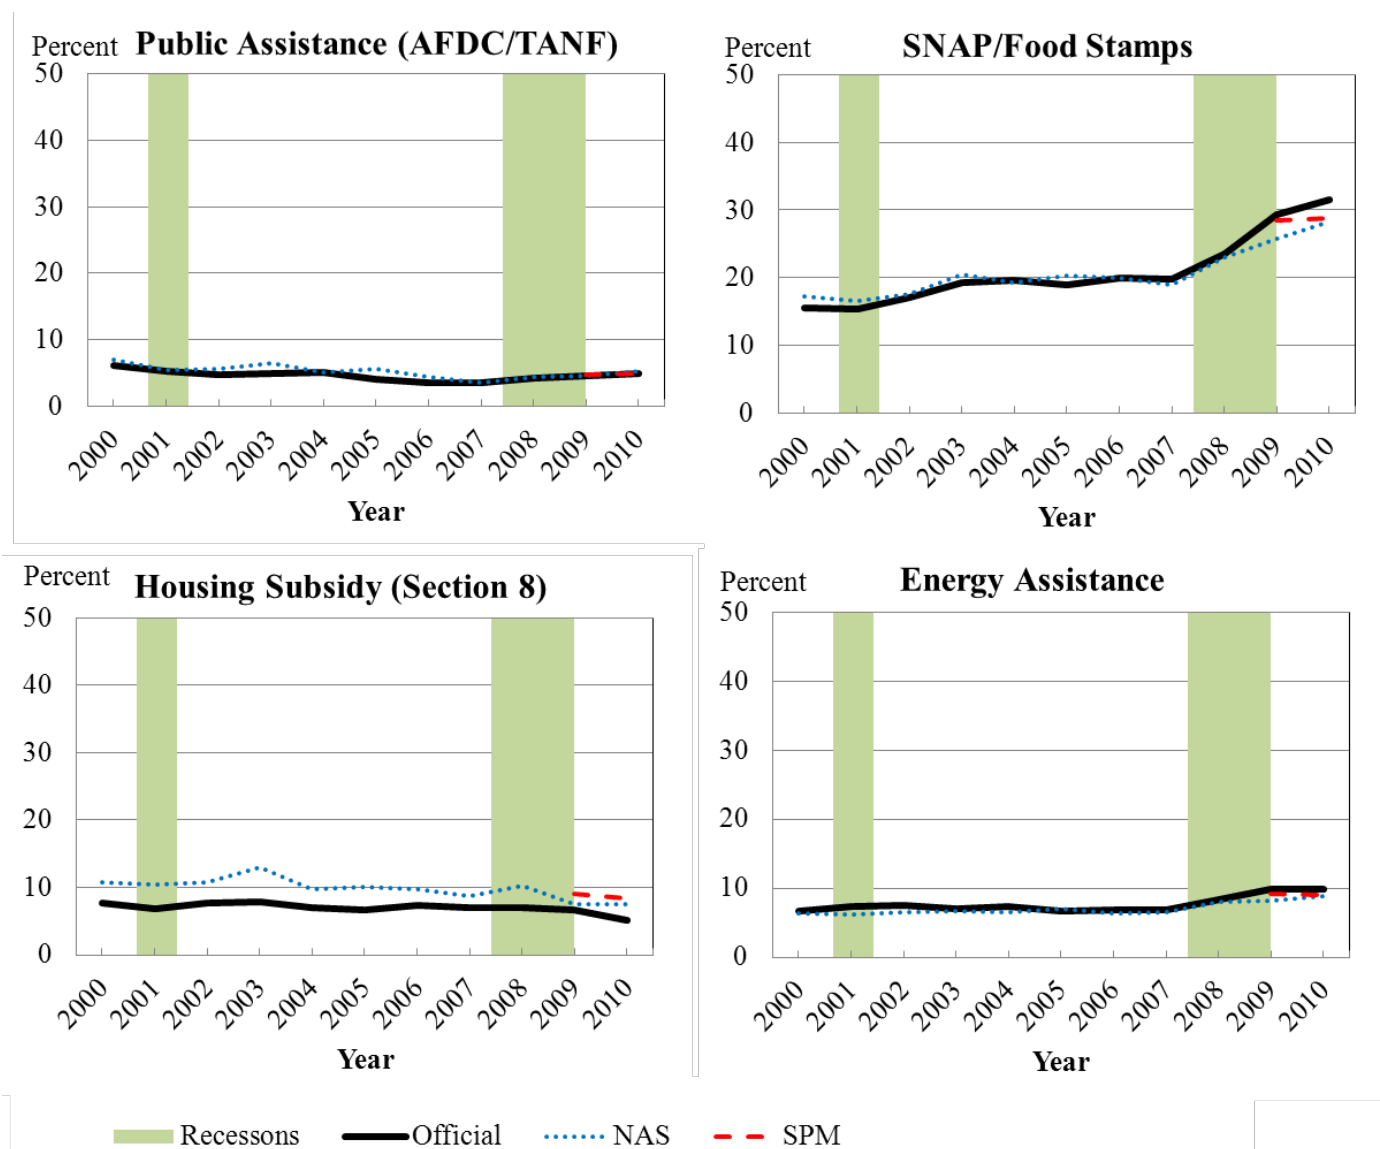 Percent Public Assistance (AFDC/TANF)
50
40
30
20
10
0
2000 2001 2002 2003 2004 2005 2006 2007 2008 2009 2010
Year
Percent SNAP/Food Stamps
50
40
30
20
10
0
2000 2001 2002 2003 2004 2005 2006 2007 2008 2009 2010
Year
Percent Housing Subsidy (Section 8)
50
40
30
20
10
0
2000 2001 2002 2003 2004 2005 2006 2007 2008 2009 2010
Year
Percent Energy Assistance
50
40
30
20
10
0
2000 2001 2002 2003 2004 2005 2006 2007 2008 2009 2010
Year
Recessons Official NAS SPM